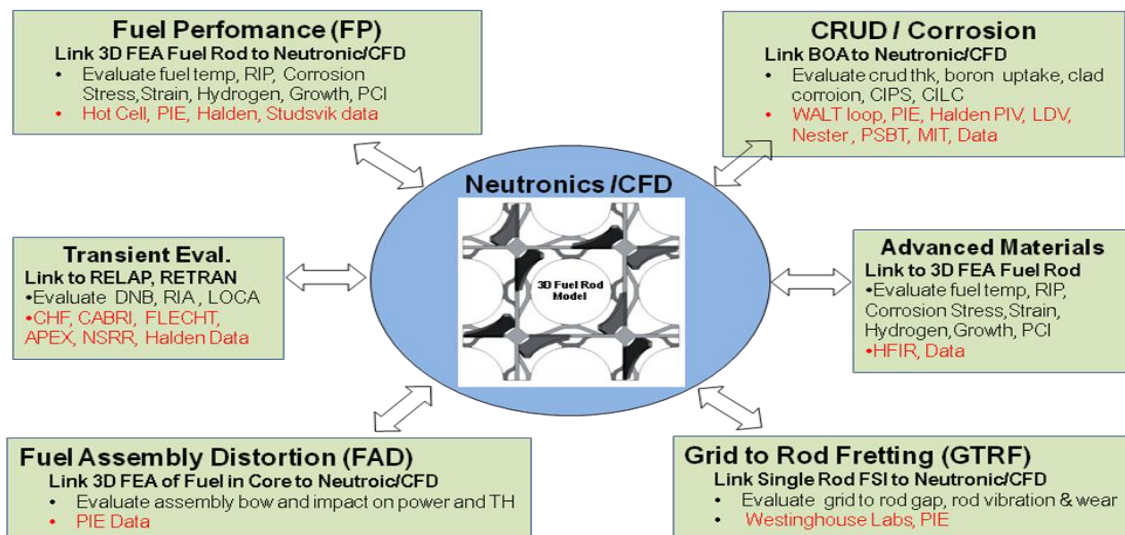 Fuel Perfomance (FP)
Link 3D FEA Fuel Rod to Neutronic/CFD
• Evaluate fuel temp, RIP, Corrosion
Stress,Strain, Hydrogen, Growth, PCI
• Hot Cell, PIE, Halden, Studsvik data
CRUD / Corrosion
Link BOA to Neutronic/CFD
• Evaluate crud thk, boron uptake, clad
corroion, CIPS, CILC
• WALT loop, PIE, Halden PIV, LDV,
Nester , PSBT, MIT, Data
Neutronics /CFD
3D Fuel Rod
Model
Transient Eval.
Link to RELAP, RETRAN
•Evaluate DNB, RIA , LOCA
•CHF, CABRI, FLECHT,
APEX, NSRR, Halden Data
Advanced Materials
Link to 3D FEA Fuel Rod
•Evaluate fuel temp, RIP,
Corrosion Stress,Strain,
Hydrogen,Growth, PCI
•HFIR, Data
Fuel Assembly Distortion (FAD)
Link 3D FEA of Fuel in Core to Neutroic/CFD
• Evaluate assembly bow and impact on power and TH
• PIE Data
Grid to Rod Fretting (GTRF)
Link Single Rod FSI to Neutronic/CFD
• Evaluate grid to rod gap, rod vibration & wear
• Westinghouse Labs, PIE